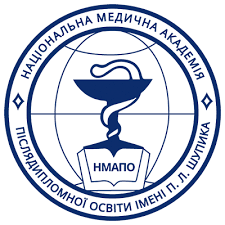 НАЦІОНАЛЬНА МЕДИЧНА АКАДЕМІЯ
ПІСЛЯДИПЛОМНОЇ ОСВІТИ ІМЕНІ П. Л. ШУПИКА
НМАПО